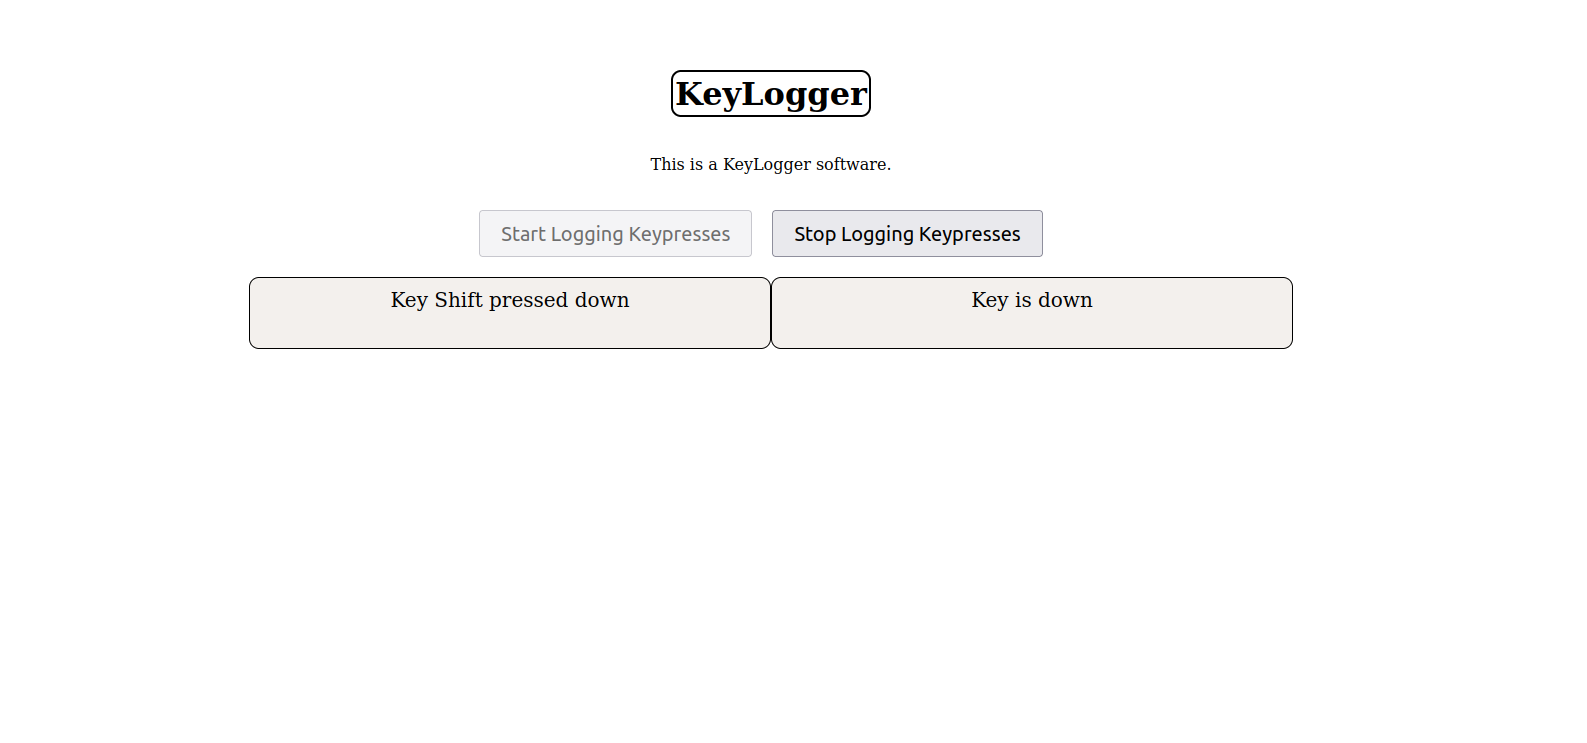 KeyLogger
This is a KeyLogger software.
Start Logging Keypresses
Stop Logging Keypresses
Key Shift pressed down
Key is down